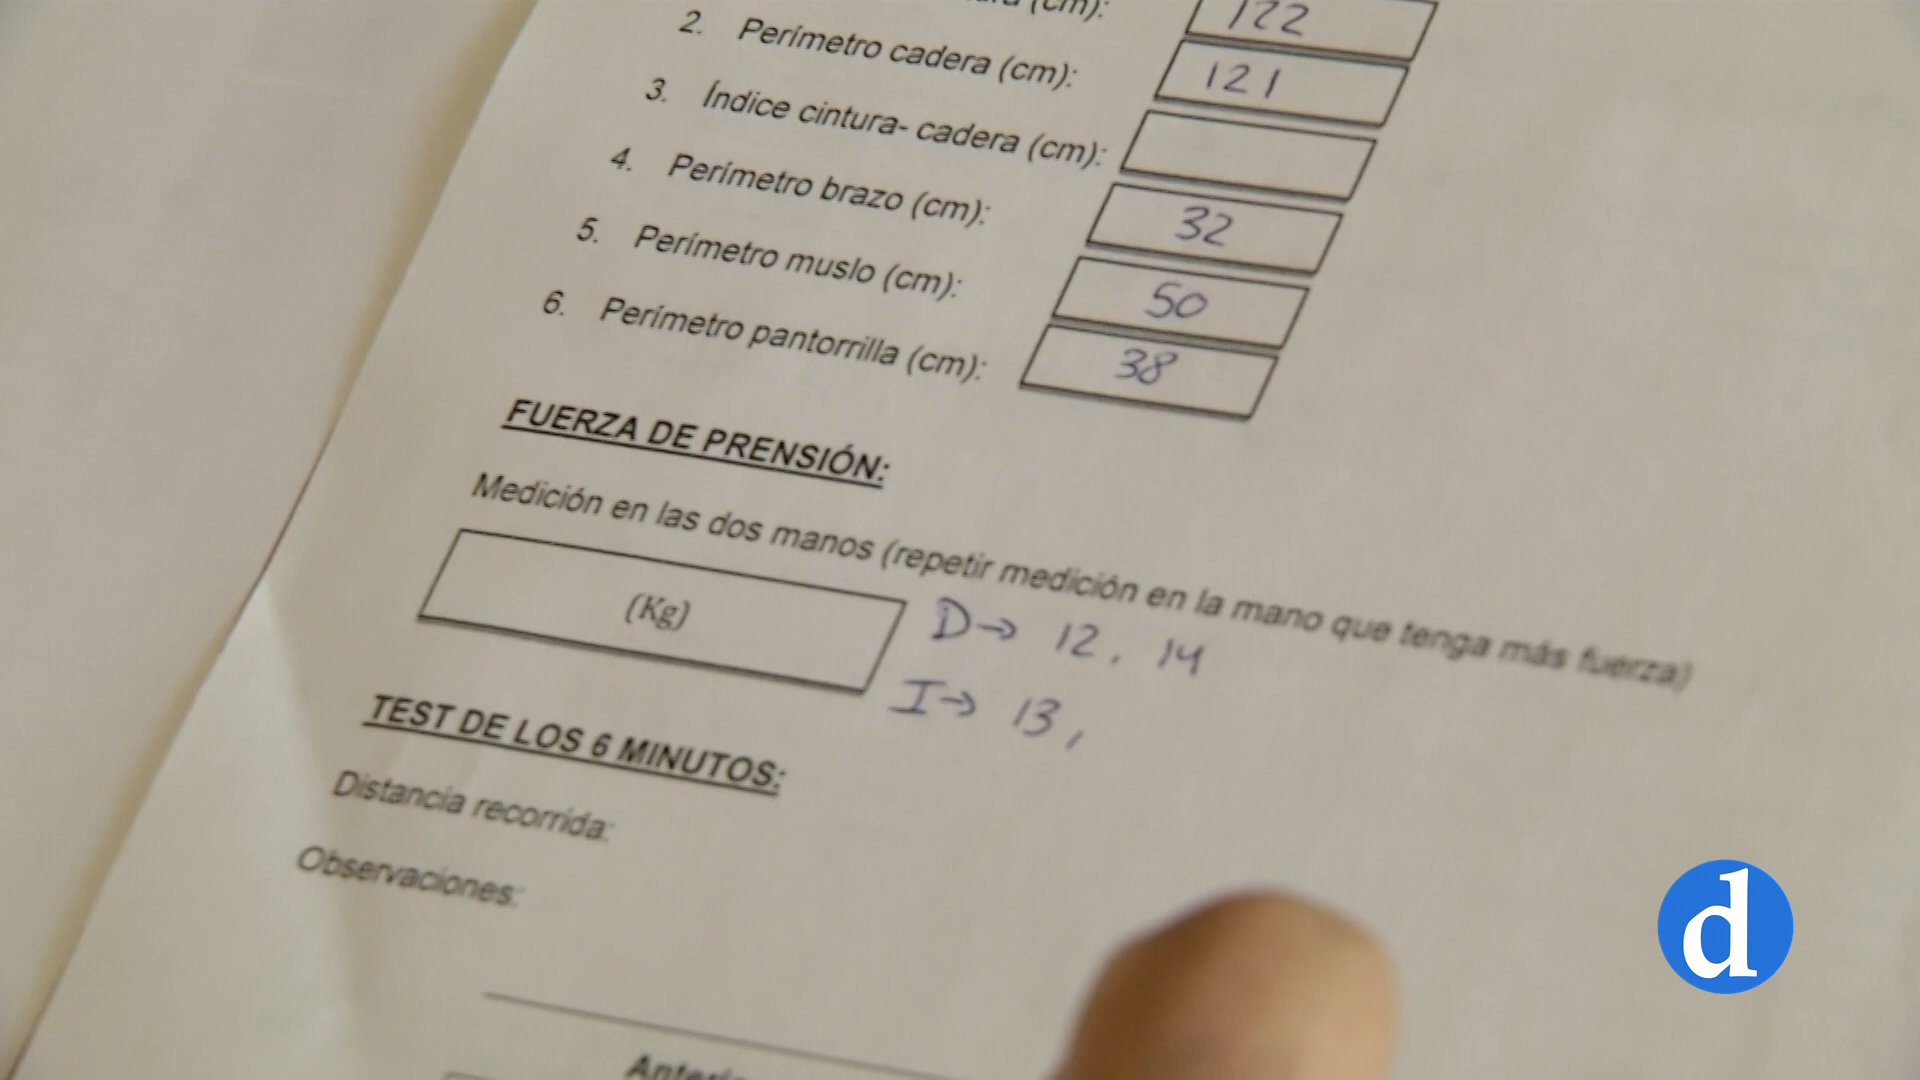 (cm): 122
2. Perímetro cadera (cm): 121
3. Índice cintura- cadera (cm):
4. Perímetro brazo (cm): 32
5. Perímetro muslo (cm): 50
6. Perímetro pantorrilla (cm): 38
FUERZA DE PRENSIÓN:
Medición en las dos manos (repetir medición en la mano que tenga más fuerza)
(Kg) D→ 12, 14
I→ 13,
TEST DE LOS 6 MINUTOS:
Distancia recorrida:
Observaciones:
d